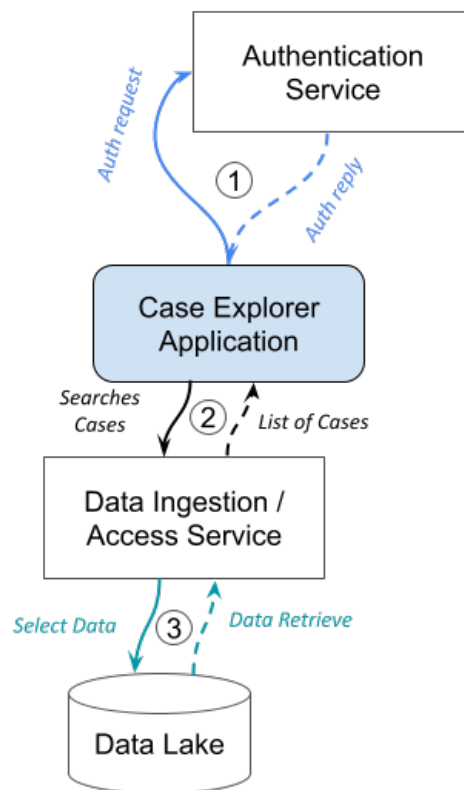 Authentication
Service
Auth request
1
Auth reply
Case Explorer
Application
Searches
Cases
2
List of Cases
Data Ingestion /
Access Service
Select Data
3
Data Retrieve
Data Lake